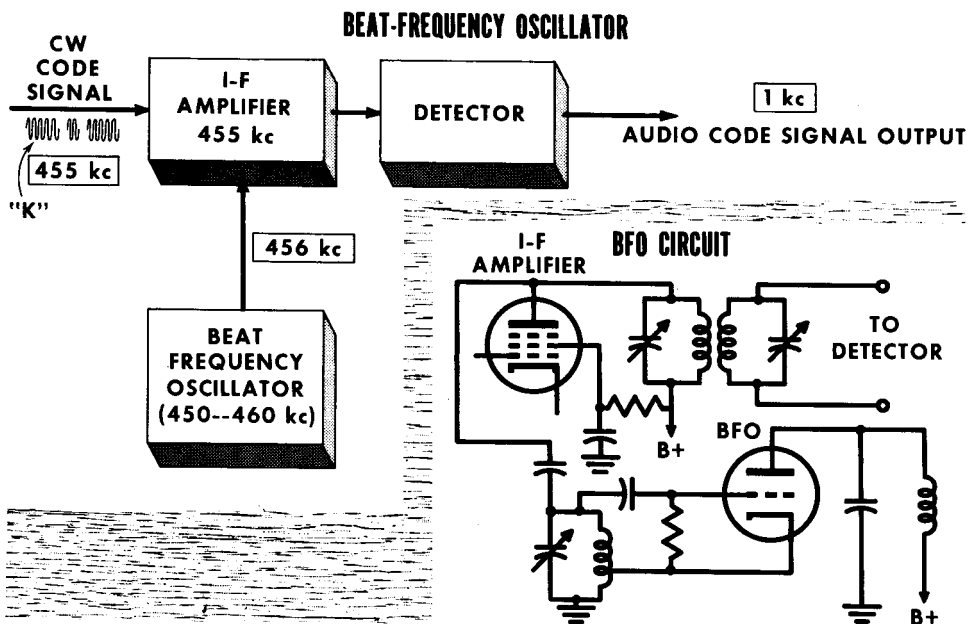 BEAT-FREQUENCY OSCILLATOR
CW
CODE
SIGNAL
455 kc
"K"
I-F
AMPLIFIER
455 kc
DETECTOR
1 kc
AUDIO CODE SIGNAL OUTPUT
456 kc
BEAT
FREQUENCY
OSCILLATOR
(450--460 kc)
BFO CIRCUIT
I-F
AMPLIFIER
TO
DETECTOR
B+
BFO
B+